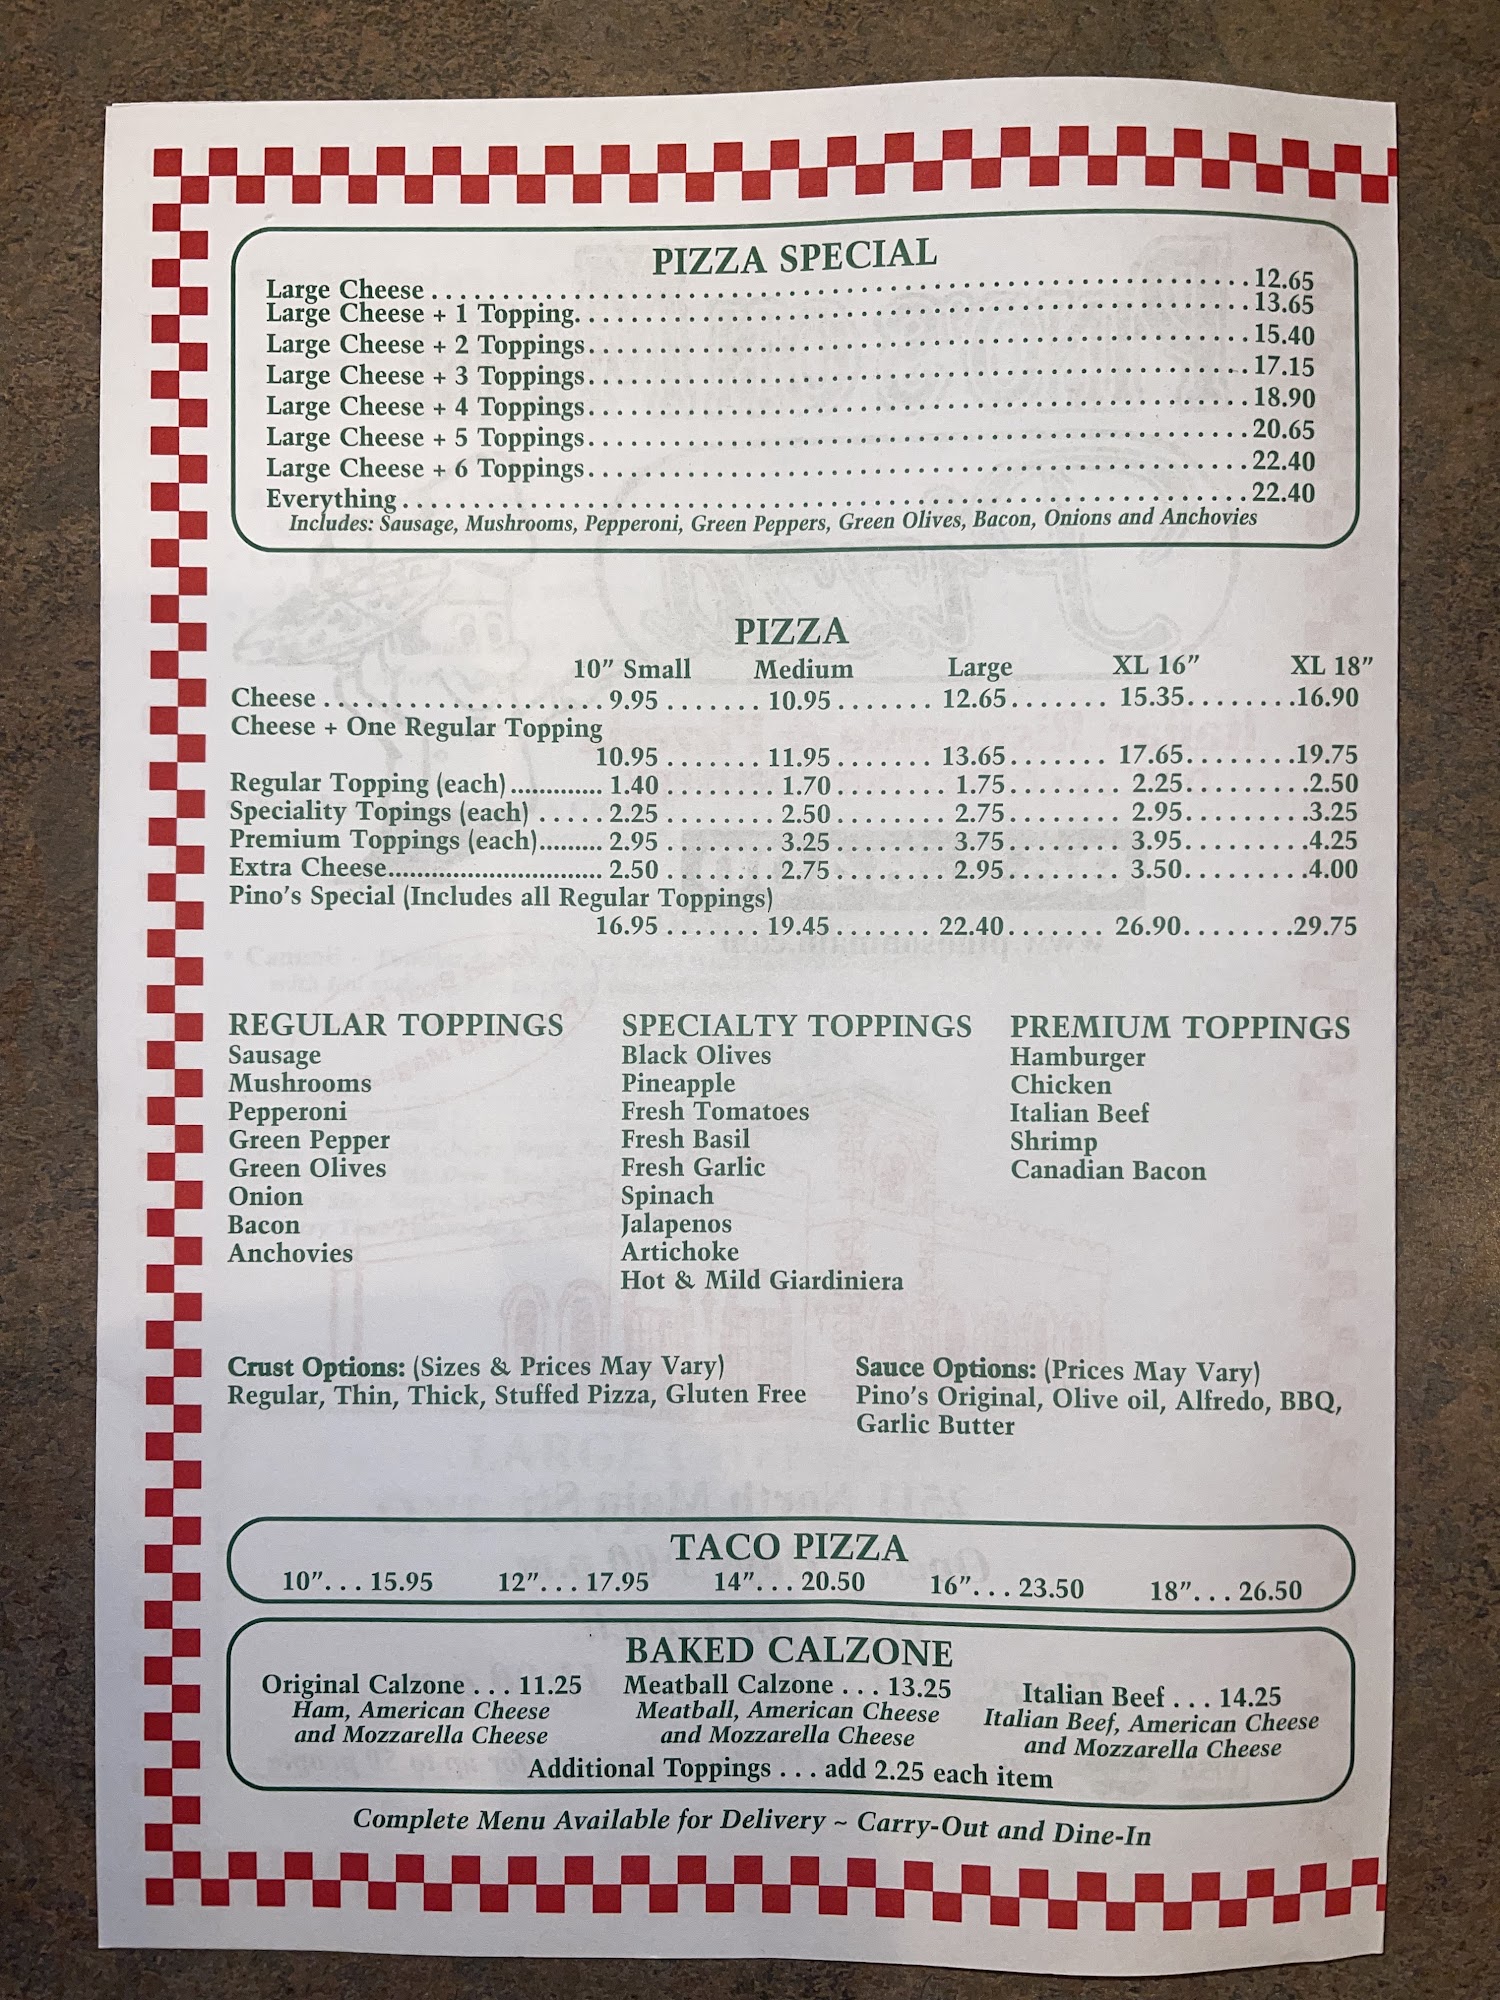 PIZZA SPECIAL
Large Cheese . . . . . . . . . . . . . . . . . . . . 12.65
Large Cheese + 1 Topping. . . . . . . . . . . . . . . . . . . . 13.65
Large Cheese + 2 Toppings. . . . . . . . . . . . . . . . . . . . 15.40
Large Cheese + 3 Toppings. . . . . . . . . . . . . . . . . . . . 17.15
Large Cheese + 4 Toppings. . . . . . . . . . . . . . . . . . . . 18.90
Large Cheese + 5 Toppings. . . . . . . . . . . . . . . . . . . . 20.65
Large Cheese + 6 Toppings. . . . . . . . . . . . . . . . . . . . 22.40
Everything . . . . . . . . . . . . . . . . . . . . 22.40
Includes: Sausage, Mushrooms, Pepperoni, Green Peppers, Green Olives, Bacon, Onions and Anchovies
PIZZA
10” Small Medium Large XL 16” XL 18”
Cheese . . . . . . . . . . 9.95 . . . . . . . 10.95 . . . . . . . 12.65 . . . . . . . 15.35 . . . . . . . . 16.90
Cheese + One Regular Topping
10.95 . . . . . . . 11.95 . . . . . . . 13.65 . . . . . . . 17.65 . . . . . . . . 19.75
Regular Topping (each) ............. 1.40 . . . . . . . . 1.70 . . . . . . . . 1.75 . . . . . . . . 2.25 . . . . . . . . . 2.50
Speciality Topings (each) . . . . . 2.25 . . . . . . . . 2.50 . . . . . . . . 2.75 . . . . . . . . 2.95 . . . . . . . . . 3.25
Premium Toppings (each)......... 2.95 . . . . . . . . 3.25 . . . . . . . . 3.75 . . . . . . . . 3.95 . . . . . . . . . 4.25
Extra Cheese.............................. 2.50 . . . . . . . . 2.75 . . . . . . . . 2.95 . . . . . . . . 3.50 . . . . . . . . . 4.00
Pino’s Special (Includes all Regular Toppings)
16.95 . . . . . . . 19.45 . . . . . . . 22.40 . . . . . . . 26.90 . . . . . . . . 29.75
REGULAR TOPPINGS
Sausage
Mushrooms
Pepperoni
Green Pepper
Green Olives
Onion
Bacon
Anchovies
SPECIALTY TOPPINGS
Black Olives
Pineapple
Fresh Tomatoes
Fresh Basil
Fresh Garlic
Spinach
Jalapenos
Artichoke
Hot & Mild Giardiniera
PREMIUM TOPPINGS
Hamburger
Chicken
Italian Beef
Shrimp
Canadian Bacon
Crust Options: (Sizes & Prices May Vary)
Regular, Thin, Thick, Stuffed Pizza, Gluten Free
Sauce Options: (Prices May Vary)
Pino’s Original, Olive oil, Alfredo, BBQ,
Garlic Butter
TACO PIZZA
10”. . . 15.95 12”. . . 17.95 14”. . . 20.50 16”. . . 23.50 18”. . . 26.50
BAKED CALZONE
Original Calzone . . . 11.25
Ham, American Cheese
and Mozzarella Cheese
Meatball Calzone . . . 13.25
Meatball, American Cheese
and Mozzarella Cheese
Italian Beef . . . 14.25
Italian Beef, American Cheese
and Mozzarella Cheese
Additional Toppings . . . add 2.25 each item
Complete Menu Available for Delivery ~ Carry-Out and Dine-In